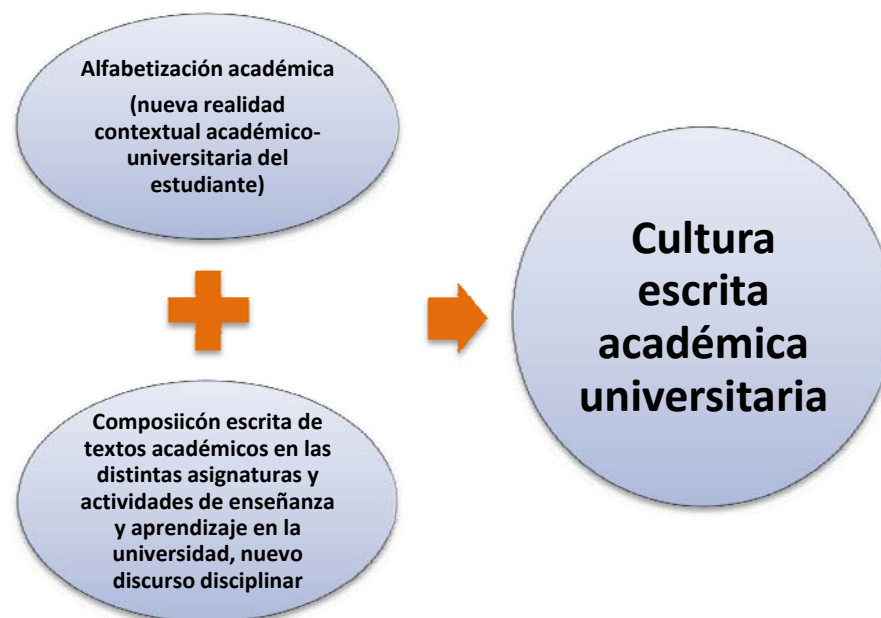 Alfabetización académica
(nueva realidad
contextual académico-
universitaria del
estudiante)
Composiicón escrita de
textos académicos en las
distintas asignaturas y
actividades de enseñanza
y aprendizaje en la
universidad, nuevo
discurso disciplinar
Cultura
escrita
académica
universitaria